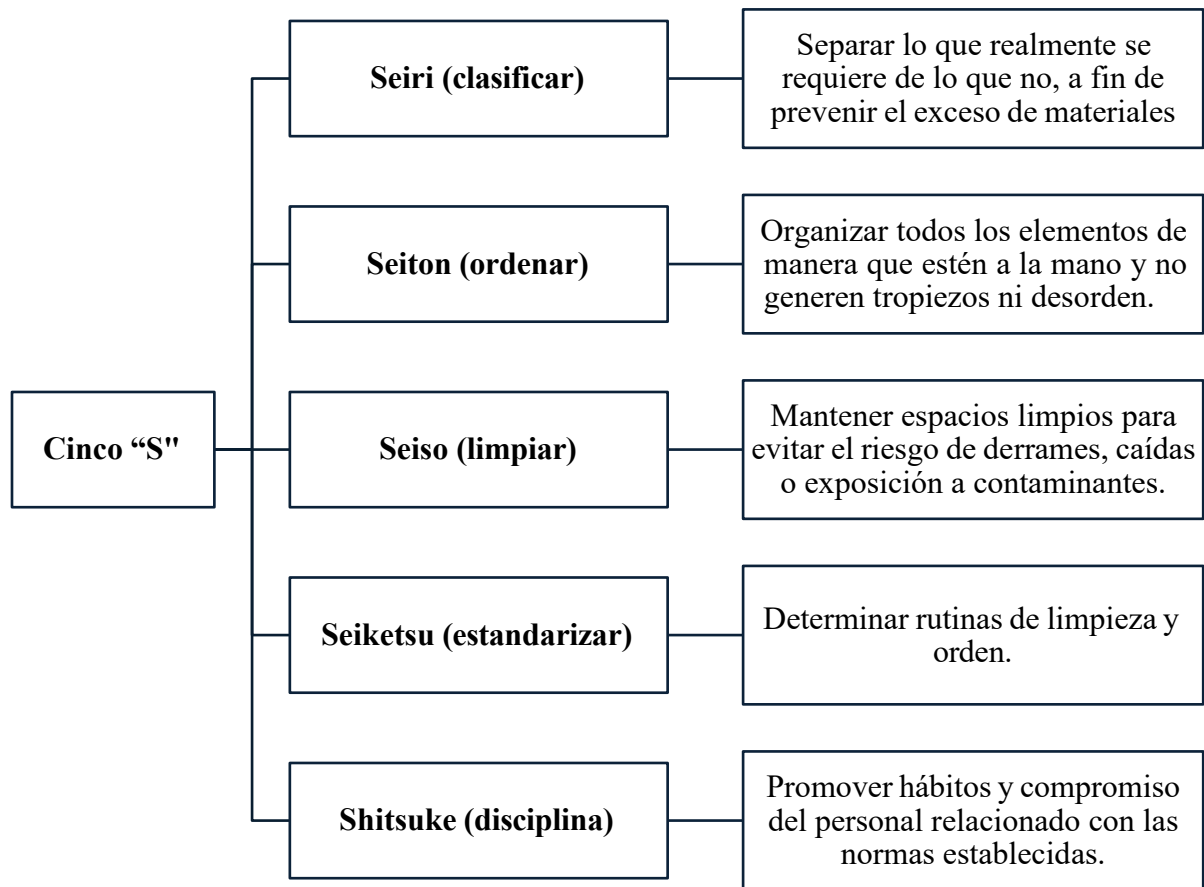 Cinco “S"
Seiri (clasificar)
Separar lo que realmente se
requiere de lo que no, a fin de
prevenir el exceso de materiales
Seiton (ordenar)
Organizar todos los elementos de
manera que estén a la mano y no
generen tropiezos ni desorden.
Seiso (limpiar)
Mantener espacios limpios para
evitar el riesgo de derrames, caídas
o exposición a contaminantes.
Seiketsu (estandarizar)
Determinar rutinas de limpieza y
orden.
Shitsuke (disciplina)
Promover hábitos y compromiso
del personal relacionado con las
normas establecidas.